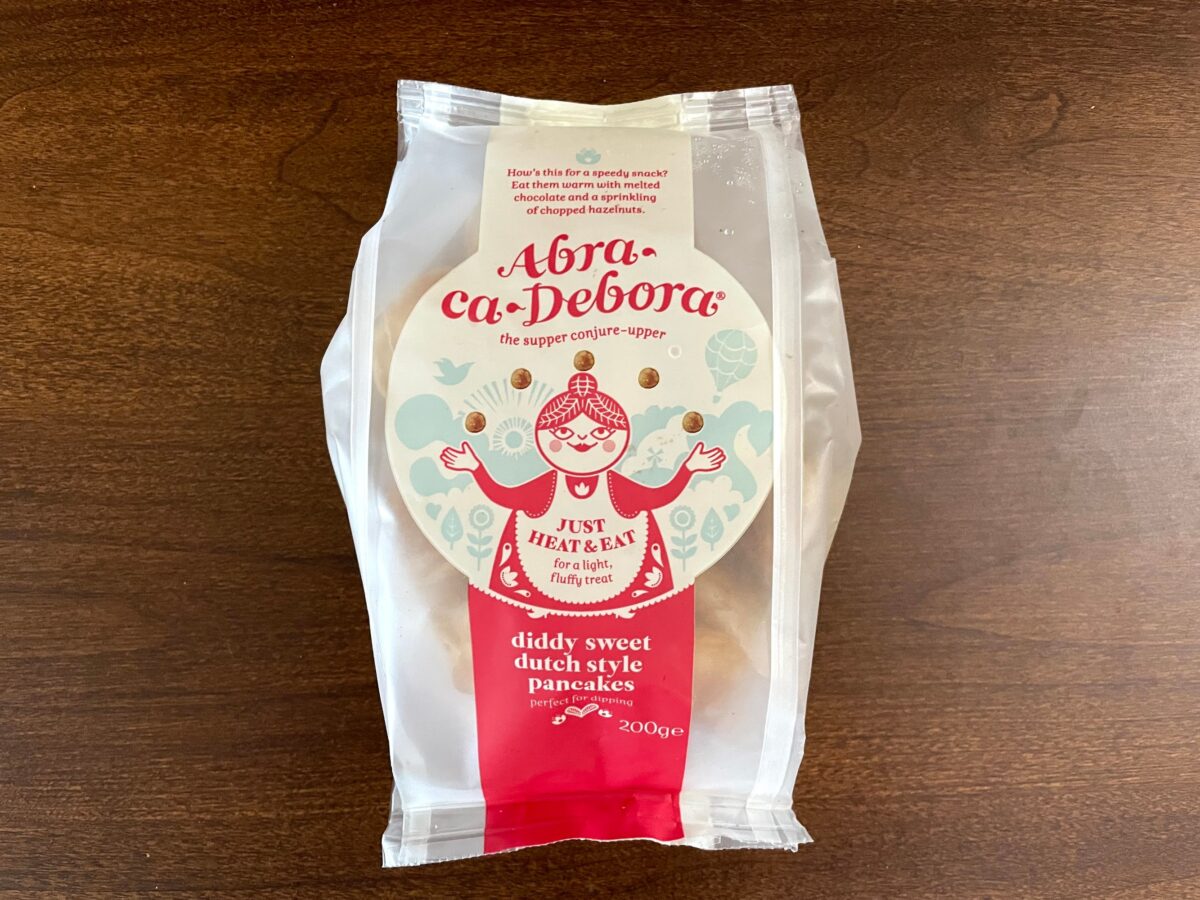 How's this for a speedy snack?
Eat them warm with melted
chocolate and a sprinkling
of chopped hazelnuts.
Abra-
ca-Debora®
the supper conjure-upper
JUST
HEAT & EAT
for a light,
fluffy treat
diddy sweet
dutch style
pancakes
perfect for dipping
200g℮